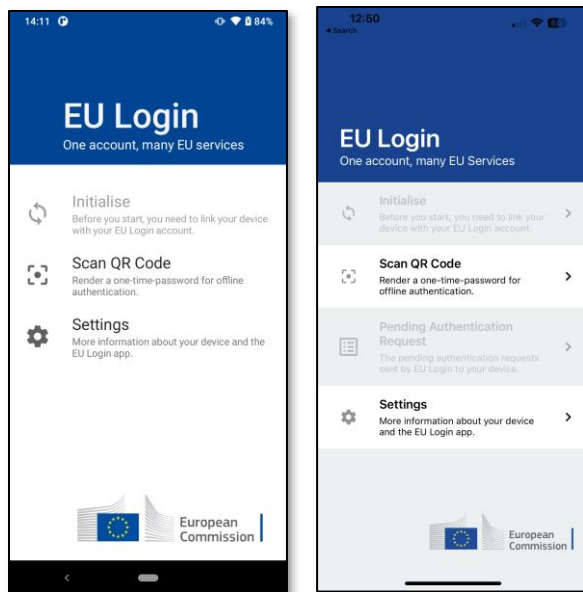 14:11 84%
EU Login
One account, many EU services
Initialise
Before you start, you need to link your device
with your EU Login account.
Scan QR Code
Render a one-time-password for offline
authentication.
Settings
More information about your device and the
EU Login app.
European
Commission
12:50
Search
EU Login
One account, many EU Services
Initialise
Before you start, you need to link your
device with your EU Login account.
Scan QR Code
Render a one-time-password for
offline authentication.
Pending Authentication
Request
The pending authentication requests
sent by EU Login to your device.
Settings
More information about your device
and the EU Login app.
European
Commission